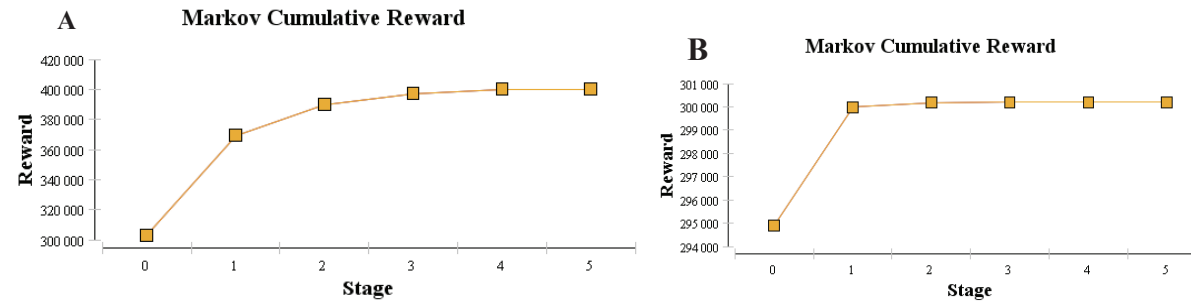 A
Markov Cumulative Reward
Reward
420 000
400 000
380 000
360 000
340 000
320 000
300 000
0 1 2 3 4 5
Stage
B
Markov Cumulative Reward
Reward
301 000
300 000
299 000
298 000
297 000
296 000
295 000
294 000
0 1 2 3 4 5
Stage